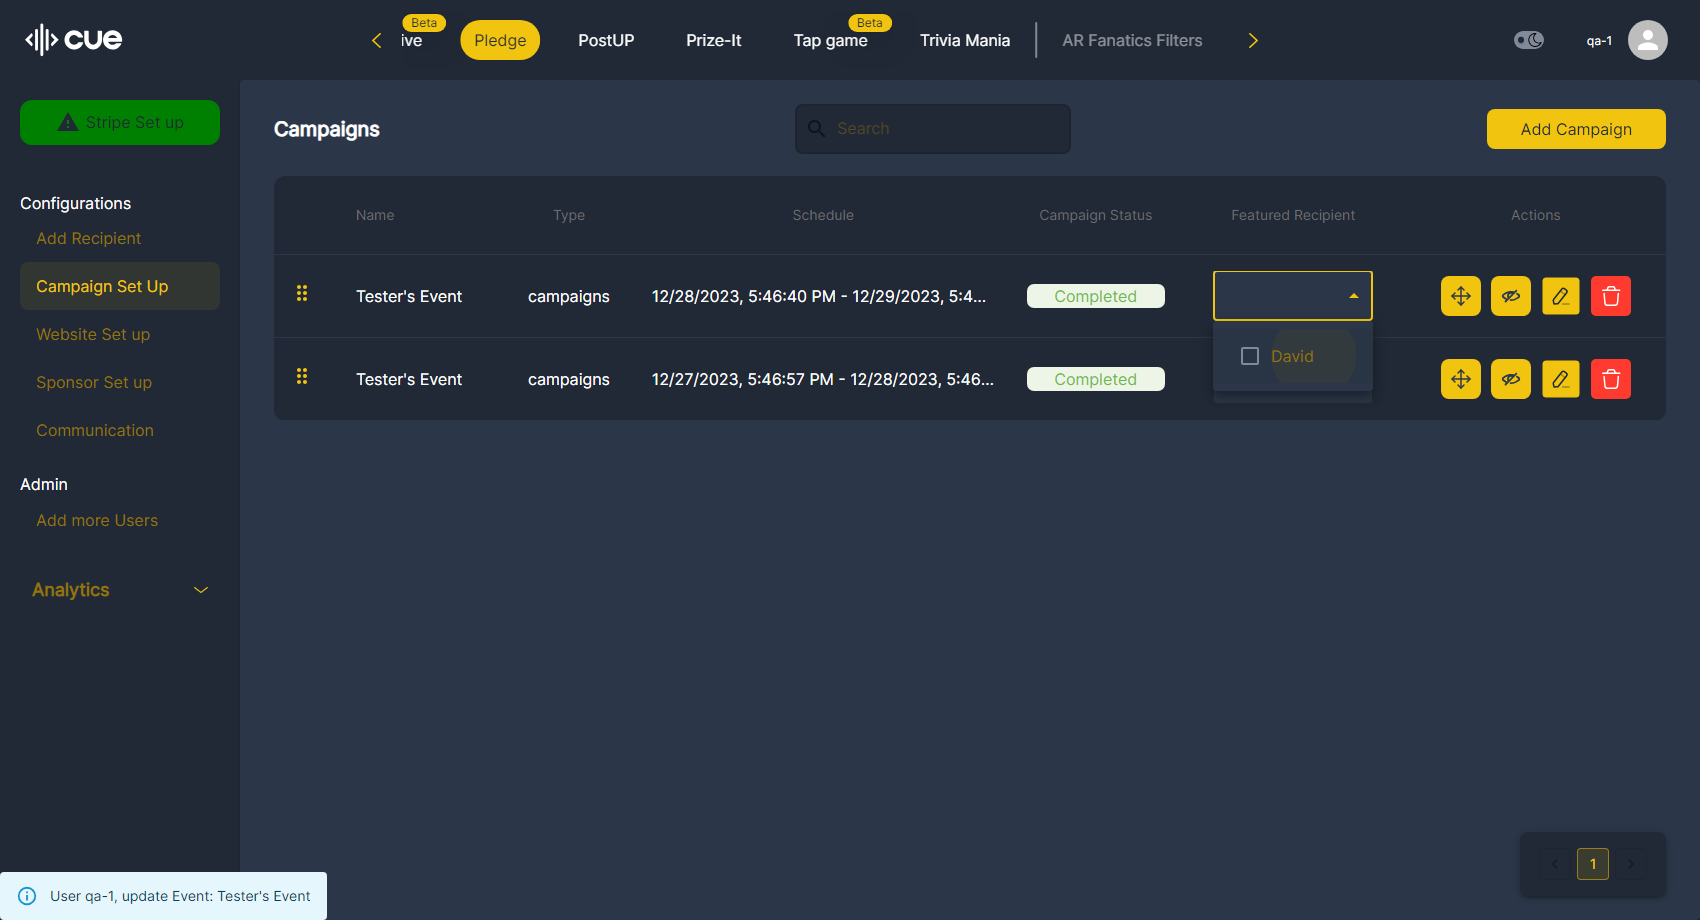 cue
Beta
ive
Pledge
PostUP
Prize-It
Beta
Tap game
Trivia Mania
AR Fanatics Filters
qa-1
Stripe Set up
Configurations
Add Recipient
Campaign Set Up
Website Set up
Sponsor Set up
Communication
Admin
Add more Users
Analytics
Campaigns
Search
Add Campaign
Name Type Schedule Campaign Status Featured Recipient Actions
Tester's Event campaigns 12/28/2023, 5:46:40 PM - 12/29/2023, 5:4... Completed
David
Tester's Event campaigns 12/27/2023, 5:46:57 PM - 12/28/2023, 5:46... Completed
1
User qa-1, update Event: Tester's Event